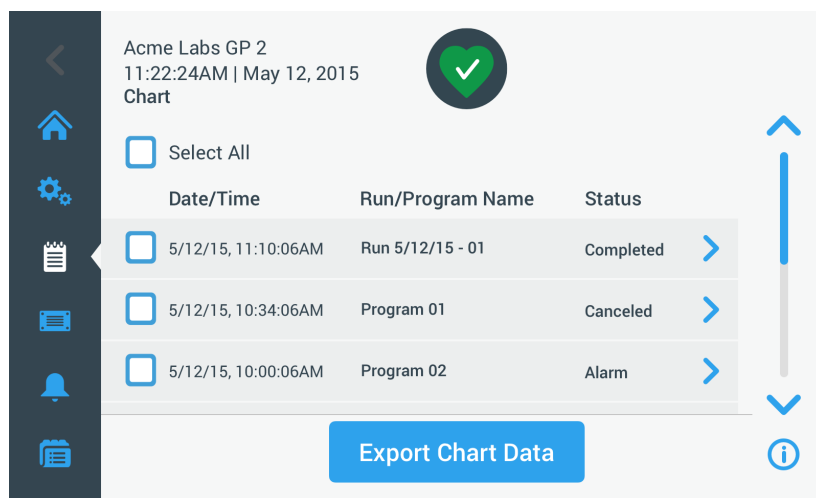 Acme Labs GP 2
11:22:24AM | May 12, 2015
Chart
Select All
Date/Time Run/Program Name Status
5/12/15, 11:10:06AM Run 5/12/15 - 01 Completed
5/12/15, 10:34:06AM Program 01 Canceled
5/12/15, 10:00:06AM Program 02 Alarm
Export Chart Data